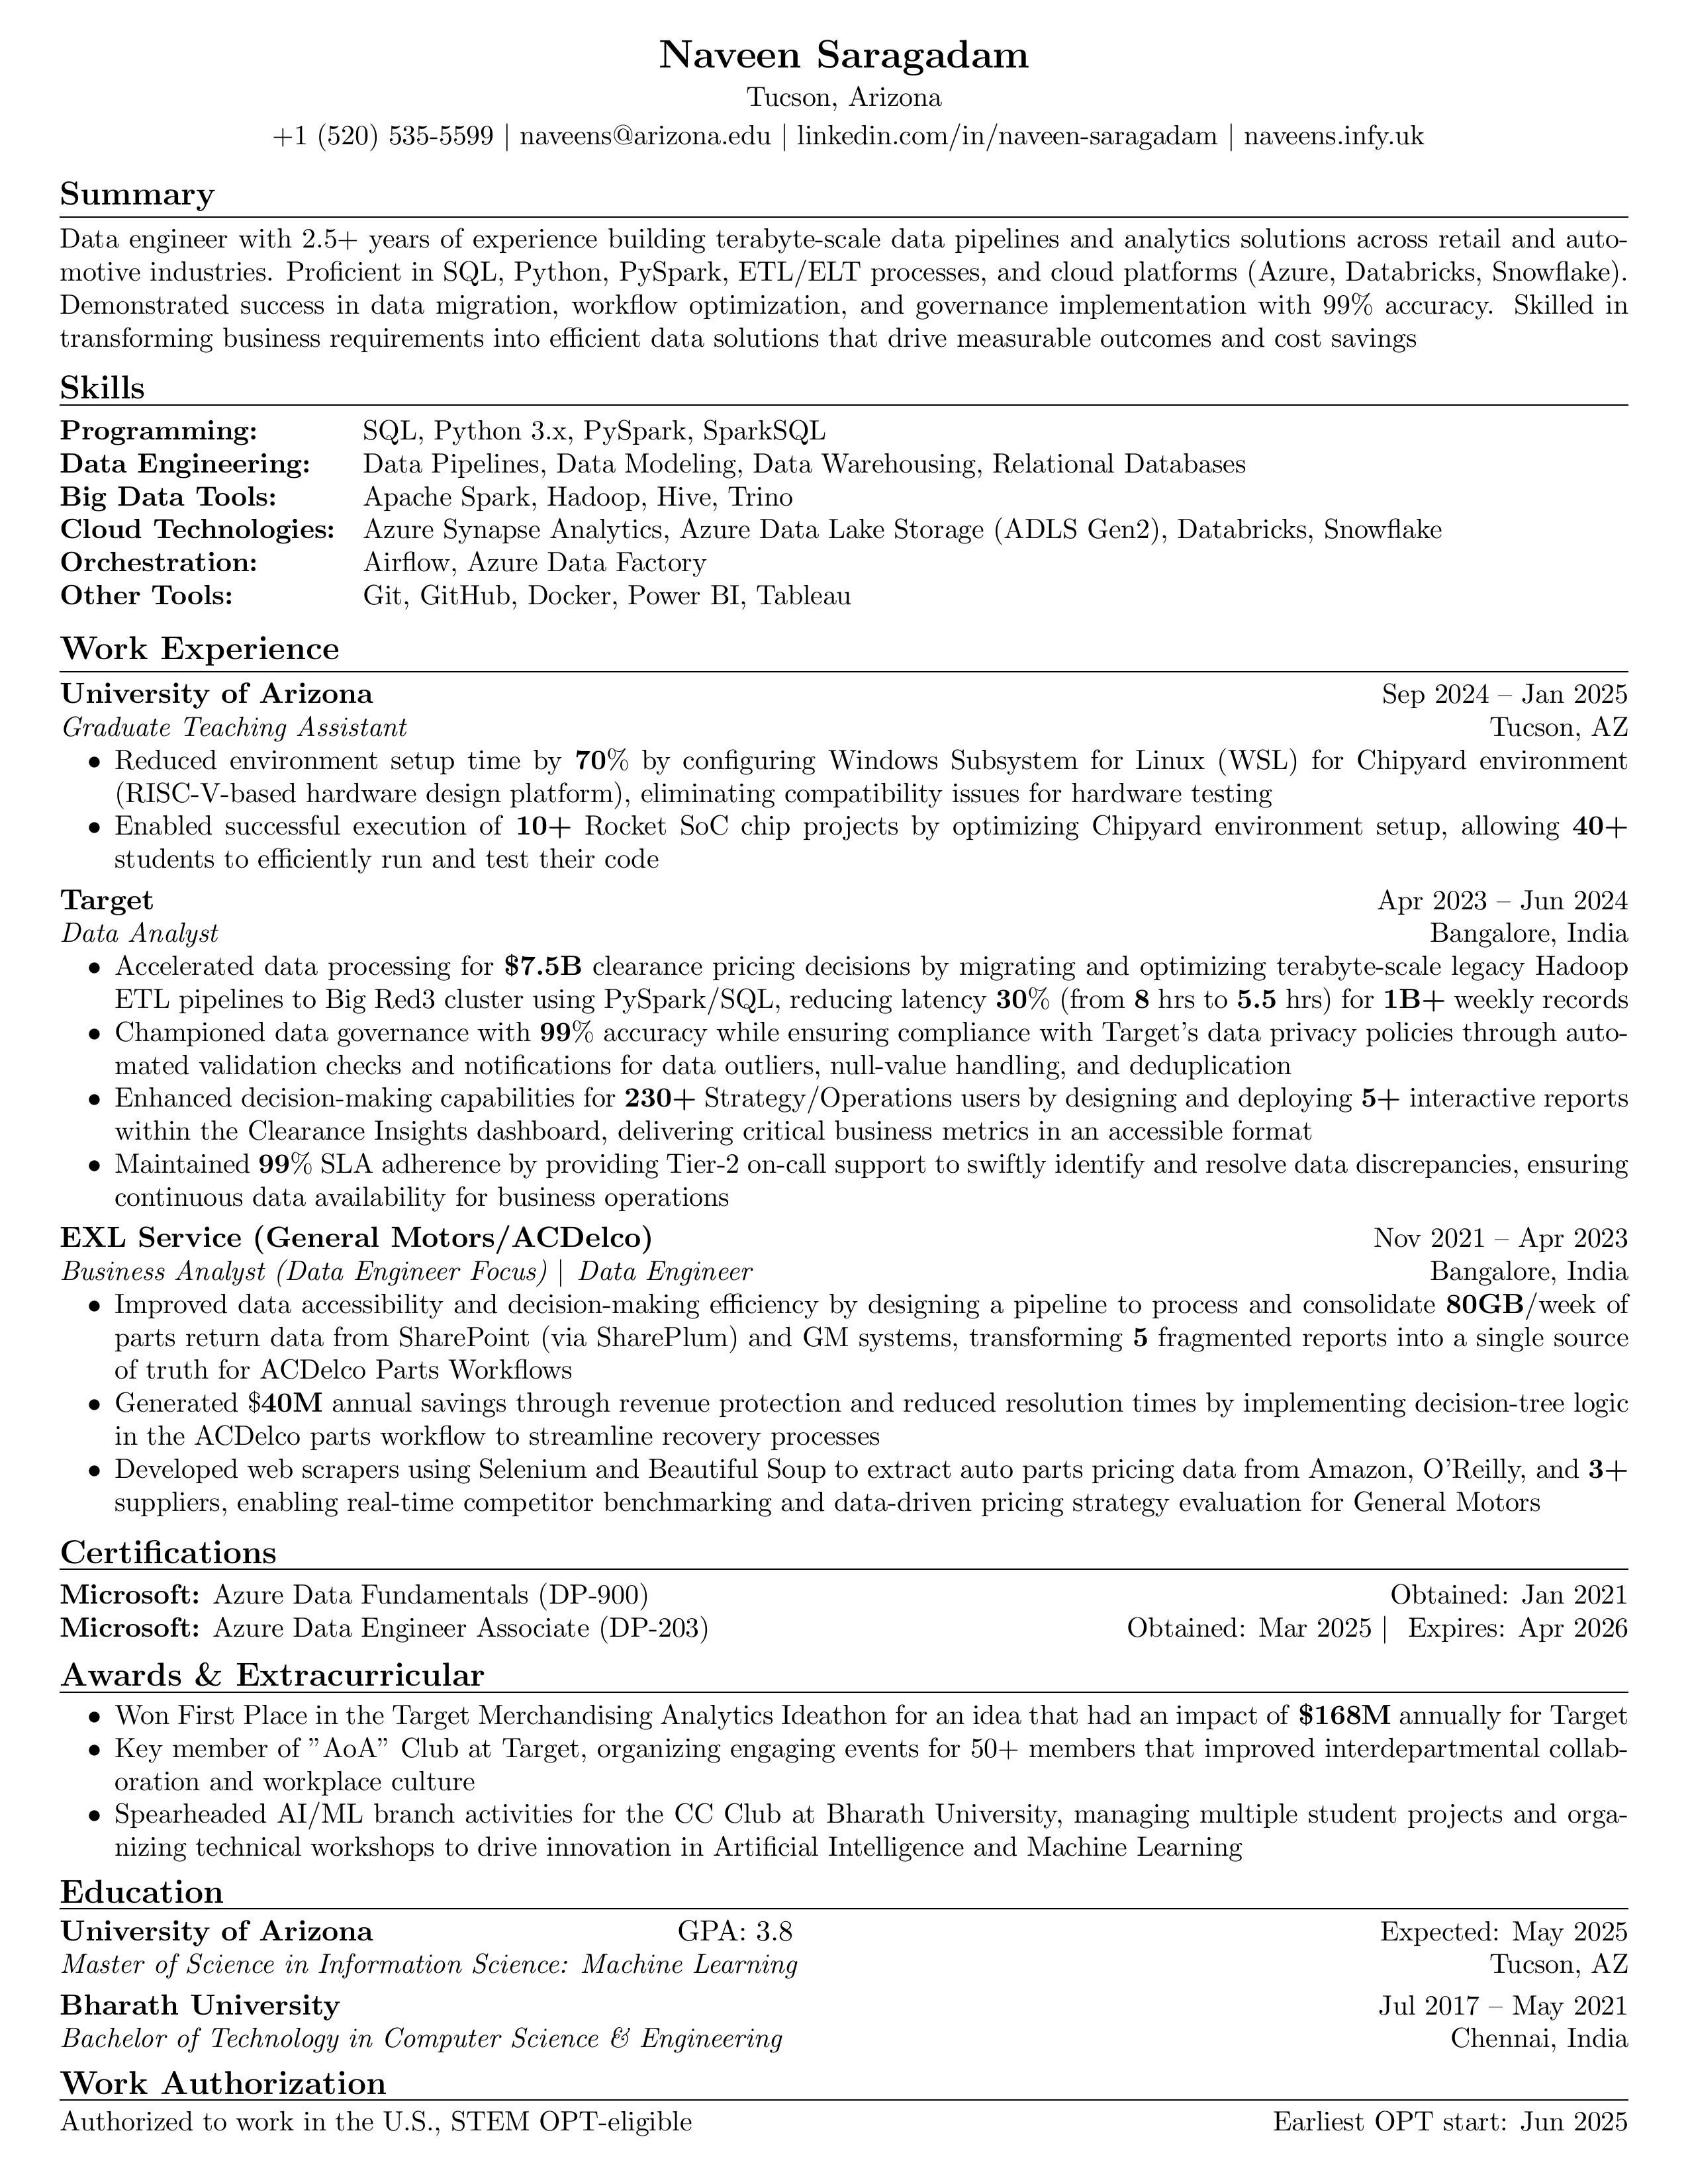 Naveen Saragadam
Tucson, Arizona
+1 (520) 535-5599 | naveens@arizona.edu | linkedin.com/in/naveen-saragadam | naveens.infy.uk
Summary
Data engineer with 2.5+ years of experience building terabyte-scale data pipelines and analytics solutions across retail and auto-
motive industries. Proficient in SQL, Python, PySpark, ETL/ELT processes, and cloud platforms (Azure, Databricks, Snowflake).
Demonstrated success in data migration, workflow optimization, and governance implementation with 99% accuracy. Skilled in
transforming business requirements into efficient data solutions that drive measurable outcomes and cost savings
Skills
Programming: SQL, Python 3.x, PySpark, SparkSQL
Data Engineering: Data Pipelines, Data Modeling, Data Warehousing, Relational Databases
Big Data Tools: Apache Spark, Hadoop, Hive, Trino
Cloud Technologies: Azure Synapse Analytics, Azure Data Lake Storage (ADLS Gen2), Databricks, Snowflake
Orchestration: Airflow, Azure Data Factory
Other Tools: Git, GitHub, Docker, Power BI, Tableau
Work Experience
University of Arizona Sep 2024 – Jan 2025
Graduate Teaching Assistant Tucson, AZ
• Reduced environment setup time by 70% by configuring Windows Subsystem for Linux (WSL) for Chipyard environment
(RISC-V-based hardware design platform), eliminating compatibility issues for hardware testing
• Enabled successful execution of 10+ Rocket SoC chip projects by optimizing Chipyard environment setup, allowing 40+
students to efficiently run and test their code
Target Apr 2023 – Jun 2024
Data Analyst Bangalore, India
• Accelerated data processing for $7.5B clearance pricing decisions by migrating and optimizing terabyte-scale legacy Hadoop
ETL pipelines to Big Red3 cluster using PySpark/SQL, reducing latency 30% (from 8 hrs to 5.5 hrs) for 1B+ weekly records
• Championed data governance with 99% accuracy while ensuring compliance with Target's data privacy policies through auto-
mated validation checks and notifications for data outliers, null-value handling, and deduplication
• Enhanced decision-making capabilities for 230+ Strategy/Operations users by designing and deploying 5+ interactive reports
within the Clearance Insights dashboard, delivering critical business metrics in an accessible format
• Maintained 99% SLA adherence by providing Tier-2 on-call support to swiftly identify and resolve data discrepancies, ensuring
continuous data availability for business operations
EXL Service (General Motors/ACDelco) Nov 2021 – Apr 2023
Business Analyst (Data Engineer Focus) | Data Engineer Bangalore, India
• Improved data accessibility and decision-making efficiency by designing a pipeline to process and consolidate 80GB/week of
parts return data from SharePoint (via SharePlum) and GM systems, transforming 5 fragmented reports into a single source
of truth for ACDelco Parts Workflows
• Generated $40M annual savings through revenue protection and reduced resolution times by implementing decision-tree logic
in the ACDelco parts workflow to streamline recovery processes
• Developed web scrapers using Selenium and Beautiful Soup to extract auto parts pricing data from Amazon, O'Reilly, and 3+
suppliers, enabling real-time competitor benchmarking and data-driven pricing strategy evaluation for General Motors
Certifications
Microsoft: Azure Data Fundamentals (DP-900) Obtained: Jan 2021
Microsoft: Azure Data Engineer Associate (DP-203) Obtained: Mar 2025 | Expires: Apr 2026
Awards & Extracurricular
• Won First Place in the Target Merchandising Analytics Ideathon for an idea that had an impact of $168M annually for Target
• Key member of "AoA" Club at Target, organizing engaging events for 50+ members that improved interdepartmental collab-
oration and workplace culture
• Spearheaded AI/ML branch activities for the CC Club at Bharath University, managing multiple student projects and orga-
nizing technical workshops to drive innovation in Artificial Intelligence and Machine Learning
Education
University of Arizona GPA: 3.8 Expected: May 2025
Master of Science in Information Science: Machine Learning Tucson, AZ
Bharath University Jul 2017 – May 2021
Bachelor of Technology in Computer Science & Engineering Chennai, India
Work Authorization
Authorized to work in the U.S., STEM OPT-eligible Earliest OPT start: Jun 2025